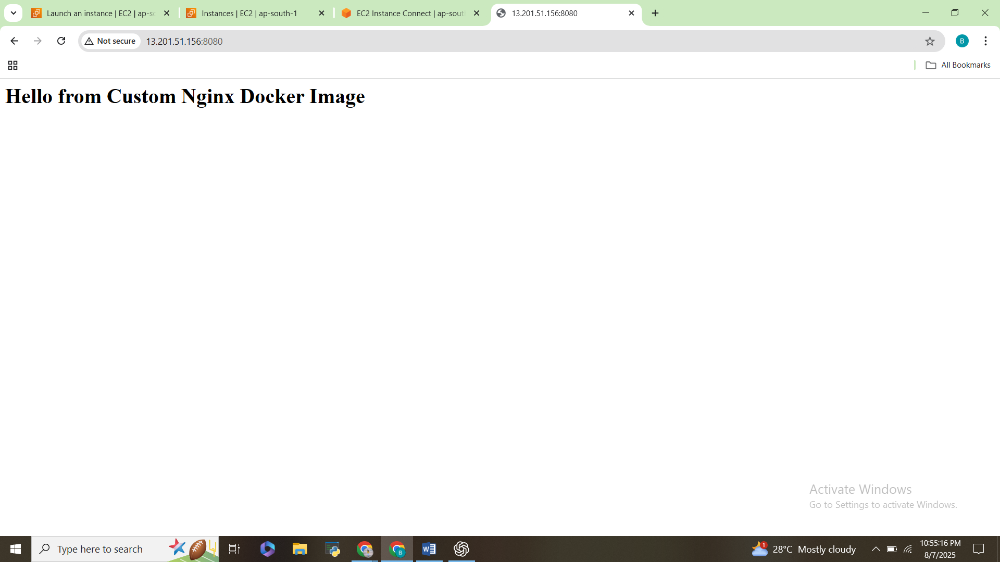 Launch an instance | EC2 | ap-so
Instances | EC2 | ap-south-1
EC2 Instance Connect | ap-sout
13.201.51.156:8080
Not secure
13.201.51.156:8080
B
All Bookmarks
Hello from Custom Nginx Docker Image
Activate Windows
Go to Settings to activate Windows.
Type here to search
B
W
1
28°C Mostly cloudy
10:55:16 PM
8/7/2025